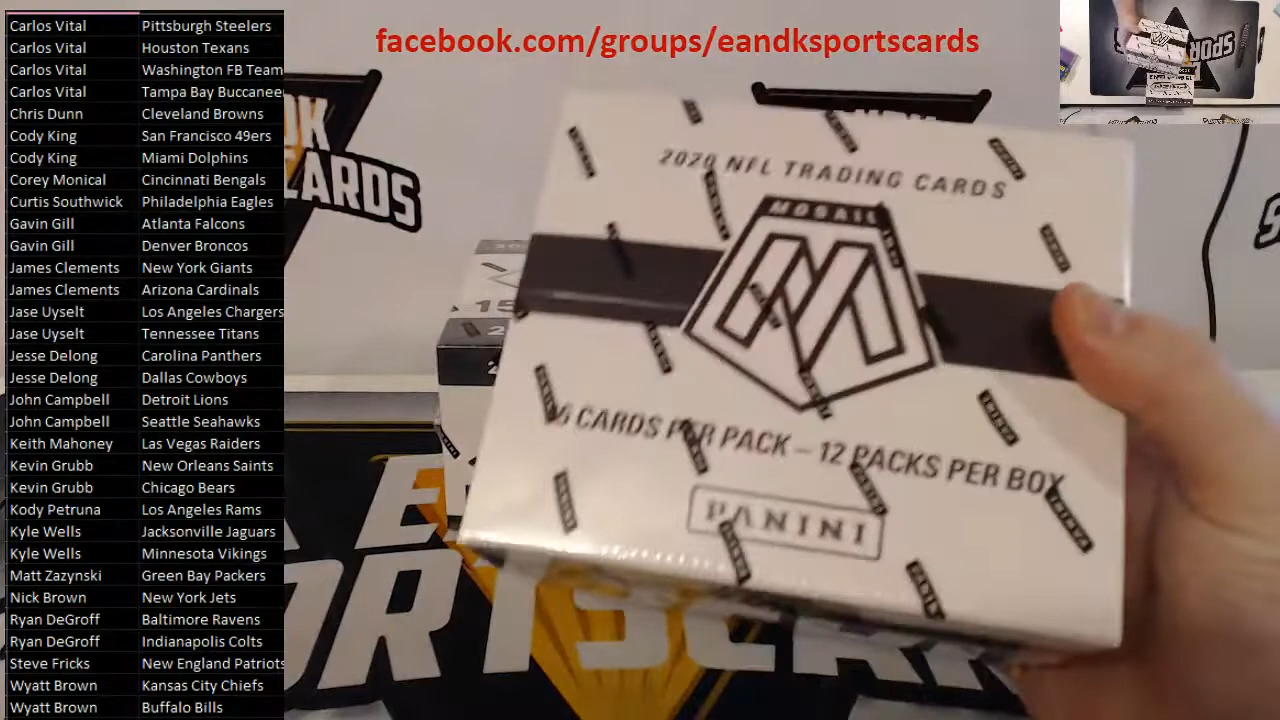 Carlos Vital Pittsburgh Steelers
Carlos Vital Houston Texans
Carlos Vital Washington FB Team
Carlos Vital Tampa Bay Buccanee
Chris Dunn Cleveland Browns
Cody King San Francisco 49ers
Cody King Miami Dolphins
Corey Monical Cincinnati Bengals
Curtis Southwick Philadelphia Eagles
Gavin Gill Atlanta Falcons
Gavin Gill Denver Broncos
James Clements New York Giants
James Clements Arizona Cardinals
Jase Uyselt Los Angeles Chargers
Jase Uyselt Tennessee Titans
Jesse Delong Carolina Panthers
Jesse Delong Dallas Cowboys
John Campbell Detroit Lions
John Campbell Seattle Seahawks
Keith Mahoney Las Vegas Raiders
Kevin Grubb New Orleans Saints
Kevin Grubb Chicago Bears
Kody Petruna Los Angeles Rams
Kyle Wells Jacksonville Jaguars
Kyle Wells Minnesota Vikings
Matt Zazynski Green Bay Packers
Nick Brown New York Jets
Ryan DeGroff Baltimore Ravens
Ryan DeGroff Indianapolis Colts
Steve Fricks New England Patriots
Wyatt Brown Kansas City Chiefs
Wyatt Brown Buffalo Bills
facebook.com/groups/eandksportscards
2020 NFL TRADING CARDS
MOSAIC
CARDS PER PACK – 12 PACKS PER BOX
PANINI
CARDS
E
ORTSCAR
15
SPOR